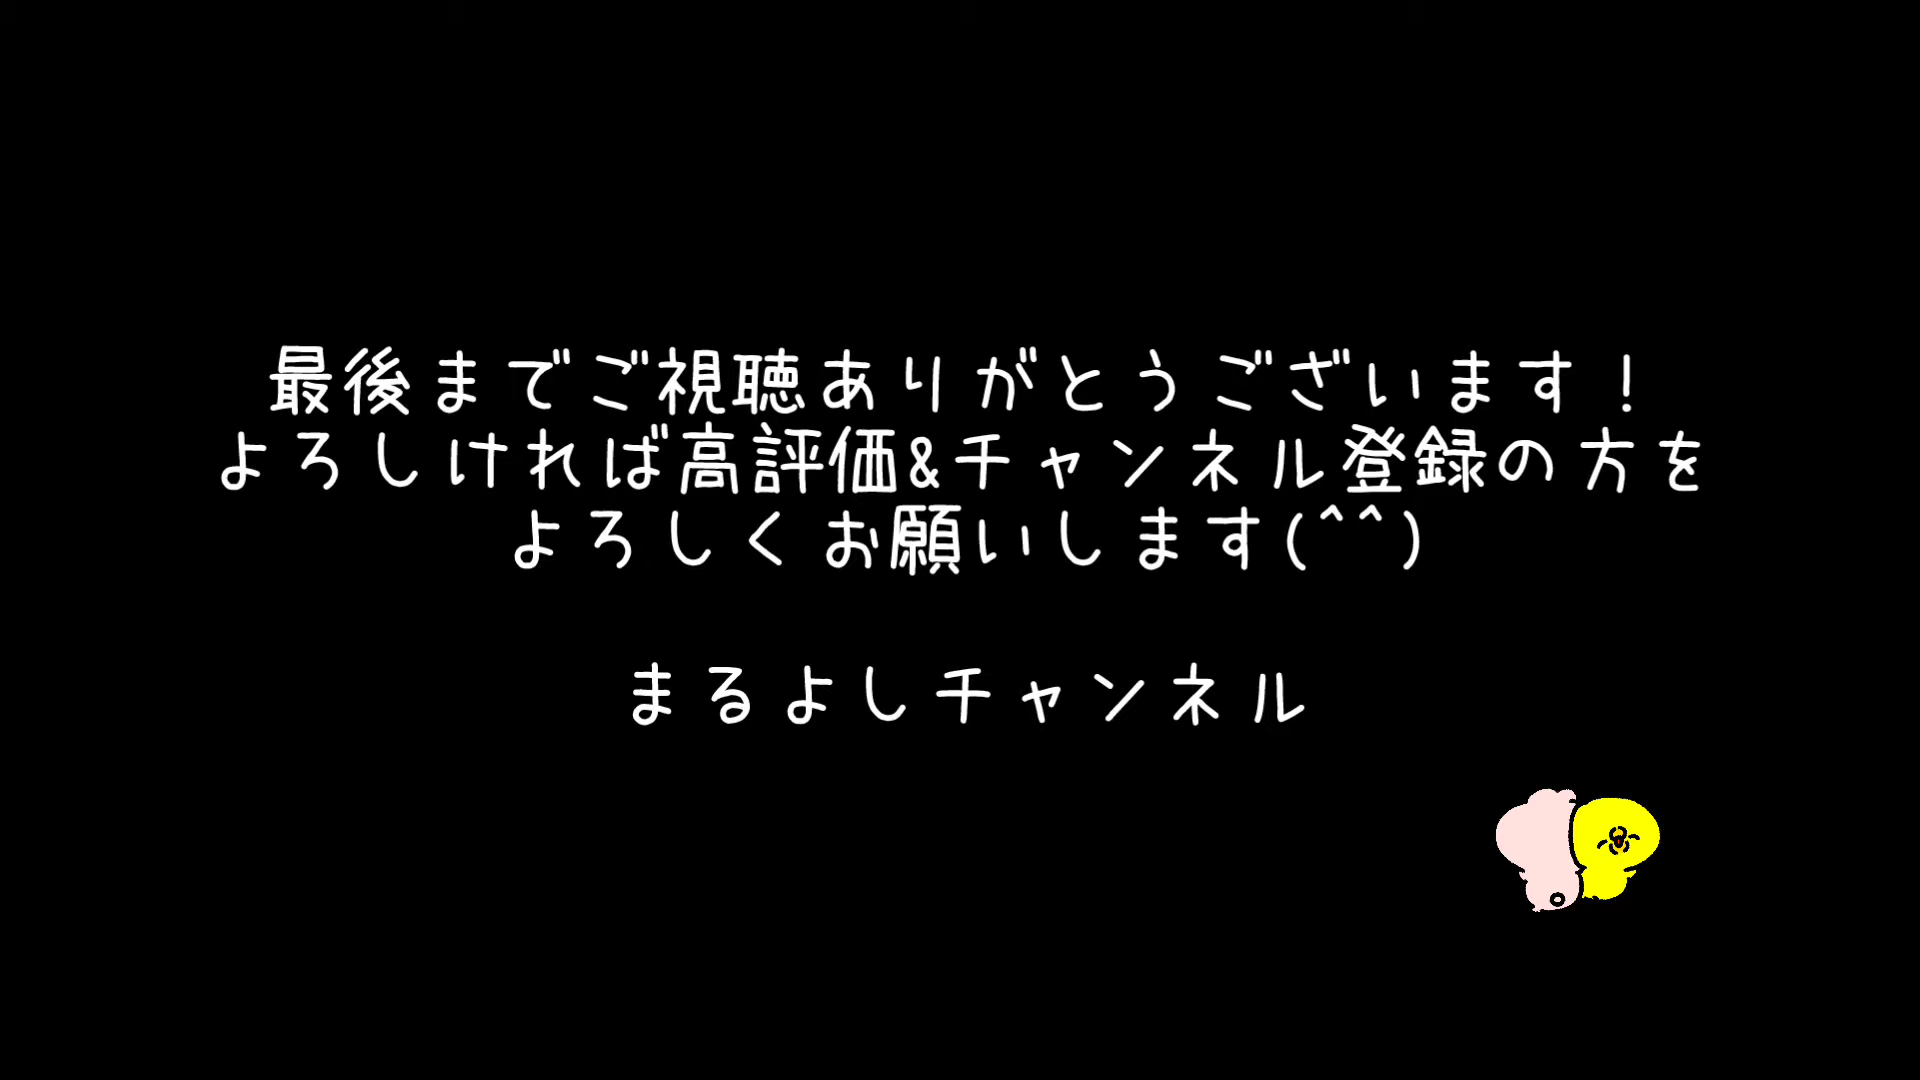 最後までご視聴ありがとうございます！
よろしければ高評価&チャンネル登録の方を
よろしくお願いします(^^)
まるよしチャンネル